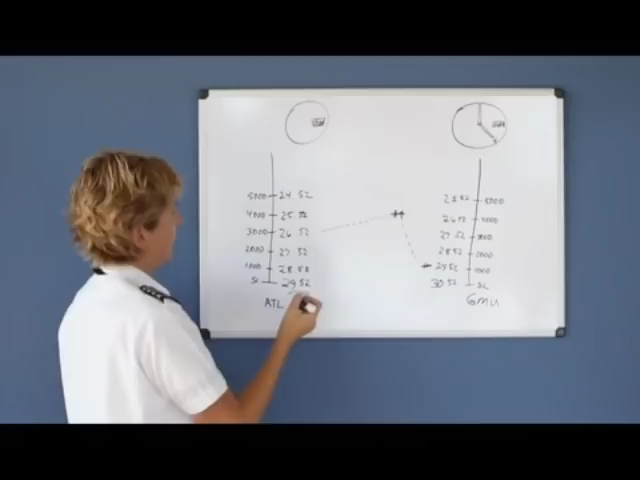 5000 24.52
4000 25.52
3000 26.52
2000 27.52
1000 28.52
SL 29.52
ATL
25.52 5000
26.52 4000
27.52 3000
28.52 2000
29.52 1000
30.52 SL
GMU